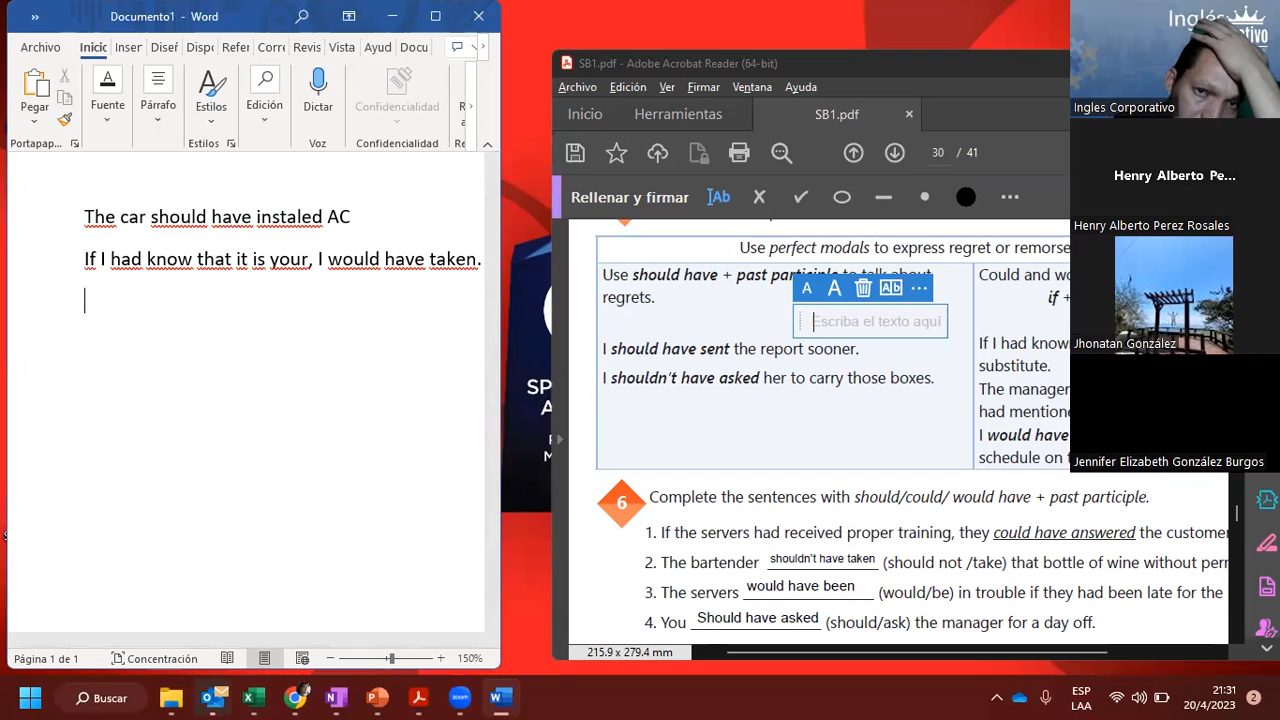 Documento1 - Word
Archivo Inicio Inser Diseñ Dispo Refer Corre Revis Vista Ayud Docu
Pegar
Fuente
Párrafo
Estilos
Edición
Dictar
Confidencialidad
Portapap...
Estilos
Voz
Confidencialidad
The car should have instaled AC
If I had know that it is your, I would have taken.
Página 1 de 1
Concentración
150%
SB1.pdf - Adobe Acrobat Reader (64-bit)
Archivo Edición Ver Firmar Ventana Ayuda
Inicio Herramientas SB1.pdf
30 / 41
Rellenar y firmar
Use perfect modals to express regret or remorse
Use should have + past participle to talk about
regrets.
Escriba el texto aquí
I should have sent the report sooner.
I shouldn't have asked her to carry those boxes.
Could and wo
if +
If I had know
substitute.
The manager
had mentione
I would have
schedule on t
6 Complete the sentences with should/could/ would have + past participle.
1. If the servers had received proper training, they could have answered the customer
2. The bartender shouldn't have taken (should not /take) that bottle of wine without perm
3. The servers would have been (would/be) in trouble if they had been late for the
4. You Should have asked (should/ask) the manager for a day off.
215.9 x 279.4 mm
SP
A
M
Inglés
Ingles Corporativo
Henry Alberto Pe...
Henry Alberto Perez Rosales
Jhonatan González
Jennifer Elizabeth González Burgos
Buscar
ESP
LAA
21:31
20/4/2023
2